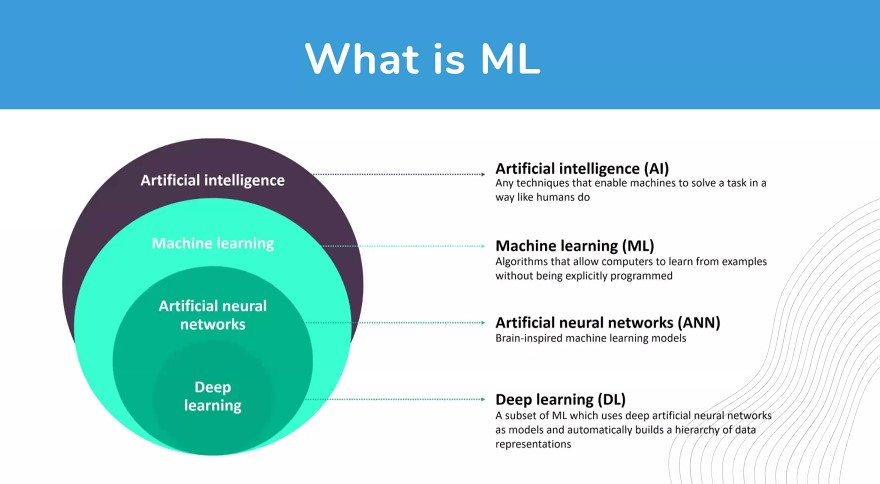 What is ML
Artificial intelligence
Machine learning
Artificial neural
networks
Deep
learning
Artificial intelligence (AI)
Any techniques that enable machines to solve a task in a
way like humans do
Machine learning (ML)
Algorithms that allow computers to learn from examples
without being explicitly programmed
Artificial neural networks (ANN)
Brain-inspired machine learning models
Deep learning (DL)
A subset of ML which uses deep artificial neural networks
as models and automatically builds a hierarchy of data
representations